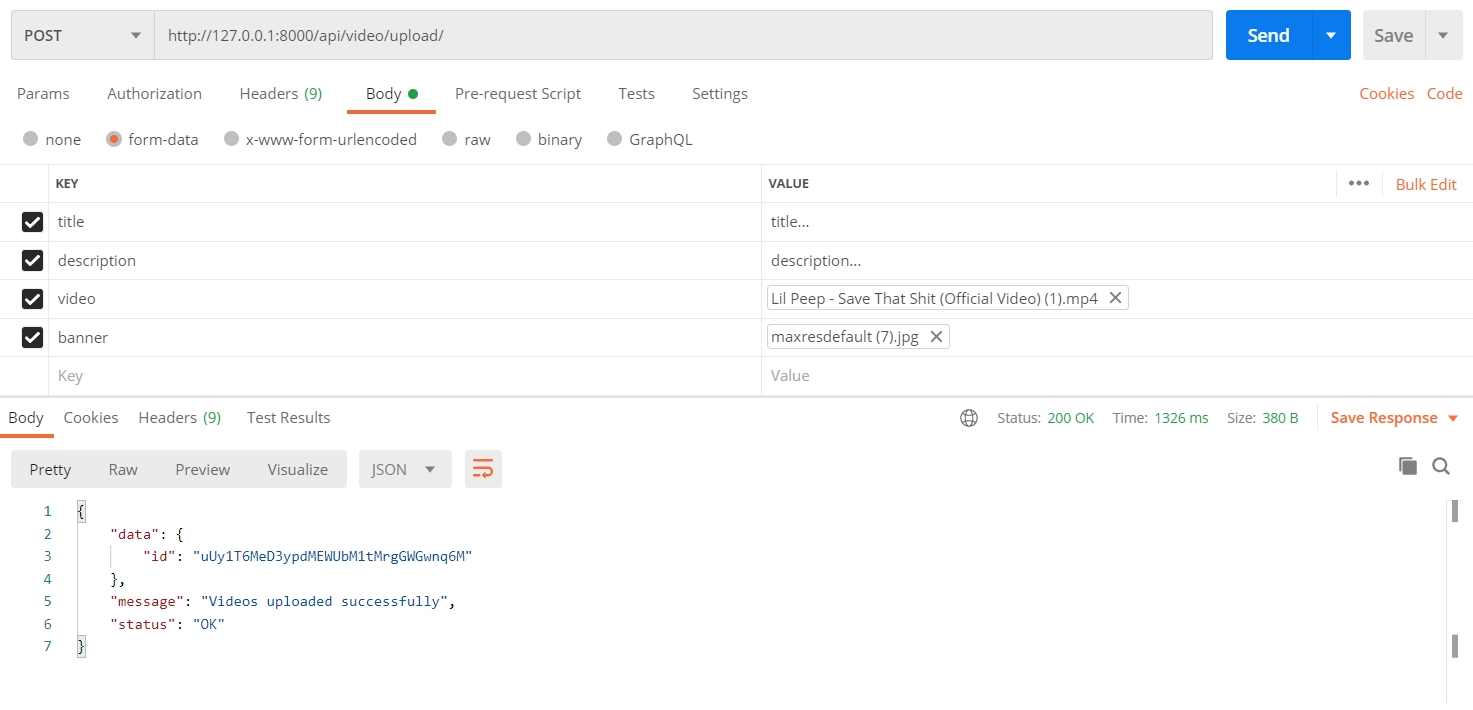 POST http://127.0.0.1:8000/api/video/upload/ Send Save
Params Authorization Headers (9) Body Pre-request Script Tests Settings Cookies Code
none form-data x-www-form-urlencoded raw binary GraphQL
KEY VALUE ••• Bulk Edit
title title...
description description...
video Lil Peep - Save That Shit (Official Video) (1).mp4
banner maxresdefault (7).jpg
Key Value
Body Cookies Headers (9) Test Results Status: 200 OK Time: 1326 ms Size: 380 B Save Response
Pretty Raw Preview Visualize JSON
1 {
2 "data": {
3 "id": "uUy1T6MeD3ypdMEWUbM1tMrgGWGwnq6M"
4 },
5 "message": "Videos uploaded successfully",
6 "status": "OK"
7 }